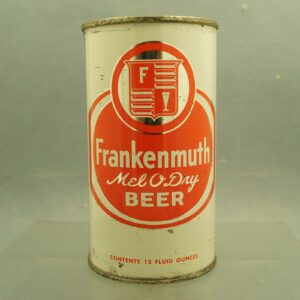 F
Frankenmuth
Mel-O-Dry
BEER
CONTENTS 12 FLUID OUNCES